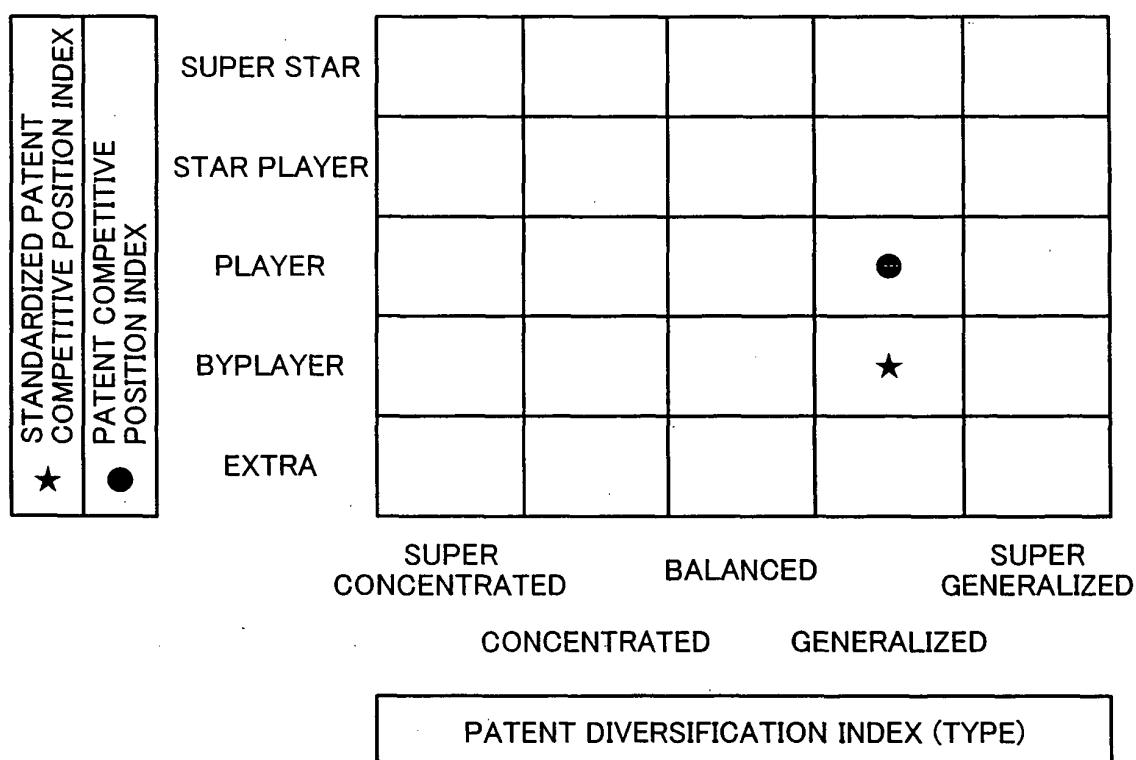 ★ STANDARDIZED PATENT
COMPETITIVE POSITION INDEX
● PATENT COMPETITIVE
POSITION INDEX
SUPER STAR
STAR PLAYER
PLAYER
BYPLAYER
EXTRA
SUPER
CONCENTRATED
CONCENTRATED
BALANCED
GENERALIZED
SUPER
GENERALIZED
PATENT DIVERSIFICATION INDEX (TYPE)